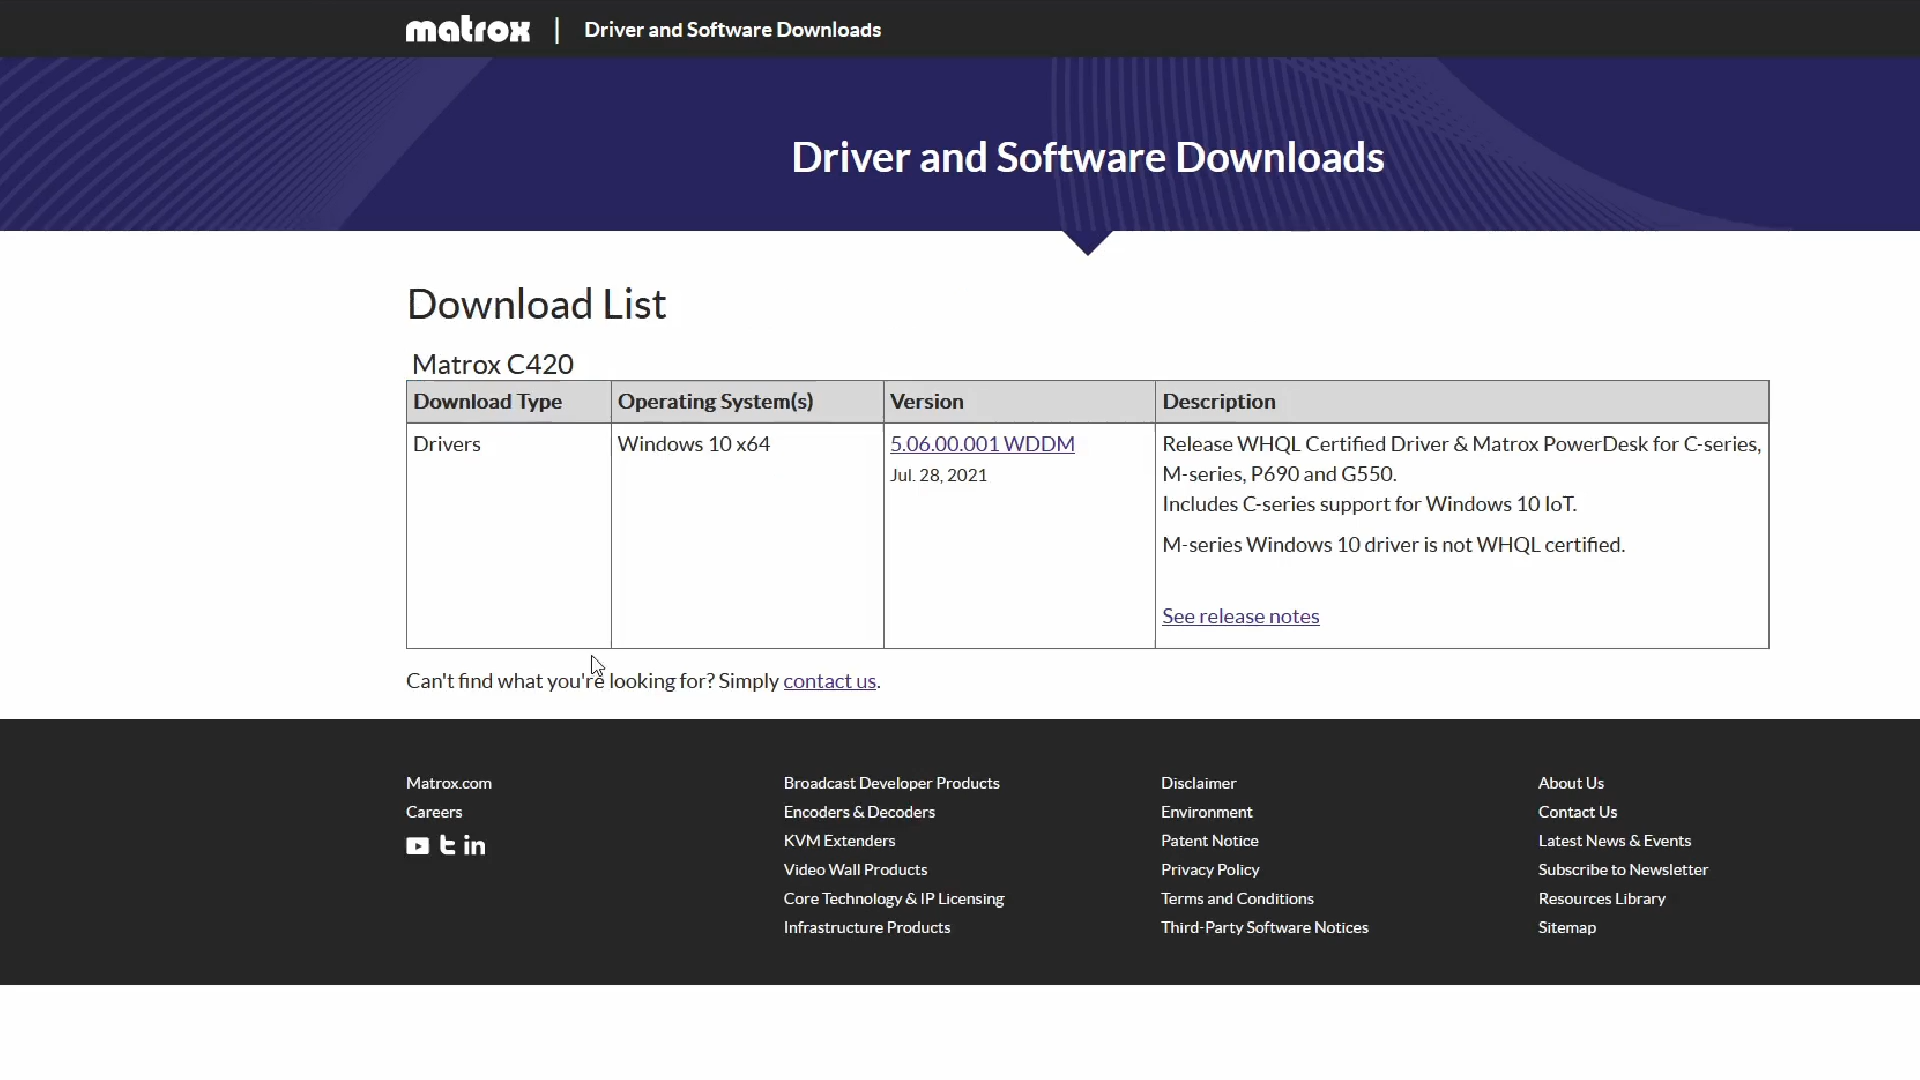 matrox | Driver and Software Downloads
Driver and Software Downloads
Download List
Matrox C420
Download Type Operating System(s) Version Description
Drivers Windows 10 x64 5.06.00.001 WDDM Release WHQL Certified Driver & Matrox PowerDesk for C-series,
Jul. 28, 2021 M-series, P690 and G550.
Includes C-series support for Windows 10 IoT.
M-series Windows 10 driver is not WHQL certified.
See release notes
Can't find what you're looking for? Simply contact us.
Matrox.com
Careers
Broadcast Developer Products
Encoders & Decoders
KVM Extenders
Video Wall Products
Core Technology & IP Licensing
Infrastructure Products
Disclaimer
Environment
Patent Notice
Privacy Policy
Terms and Conditions
Third-Party Software Notices
About Us
Contact Us
Latest News & Events
Subscribe to Newsletter
Resources Library
Sitemap